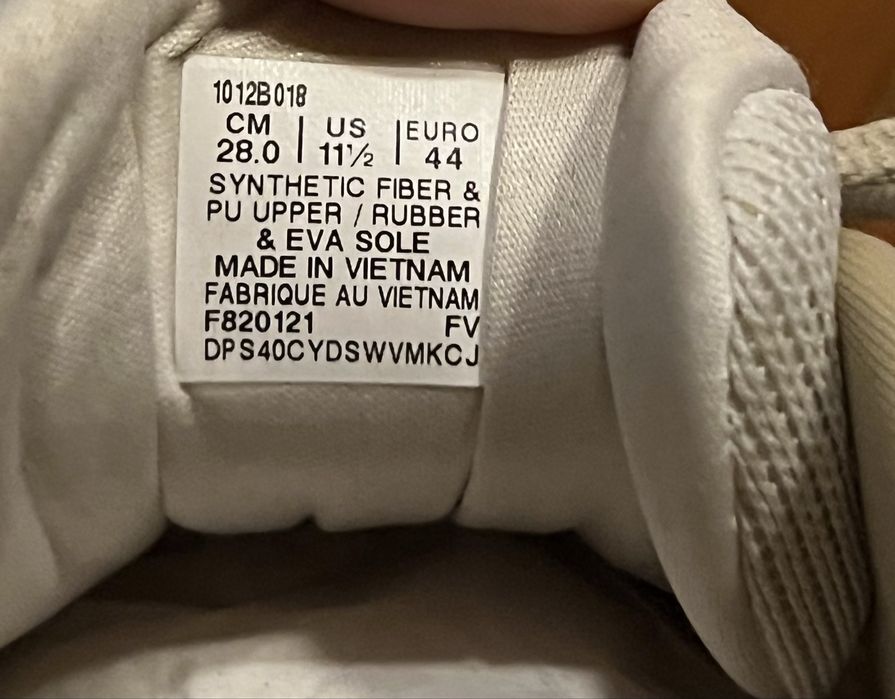 1012B018
CM | US | EURO
28.0 | 11½ | 44
SYNTHETIC FIBER &
PU UPPER / RUBBER
& EVA SOLE
MADE IN VIETNAM
FABRIQUE AU VIETNAM
F820121 FV
DPS40CYDSWVMKCJ